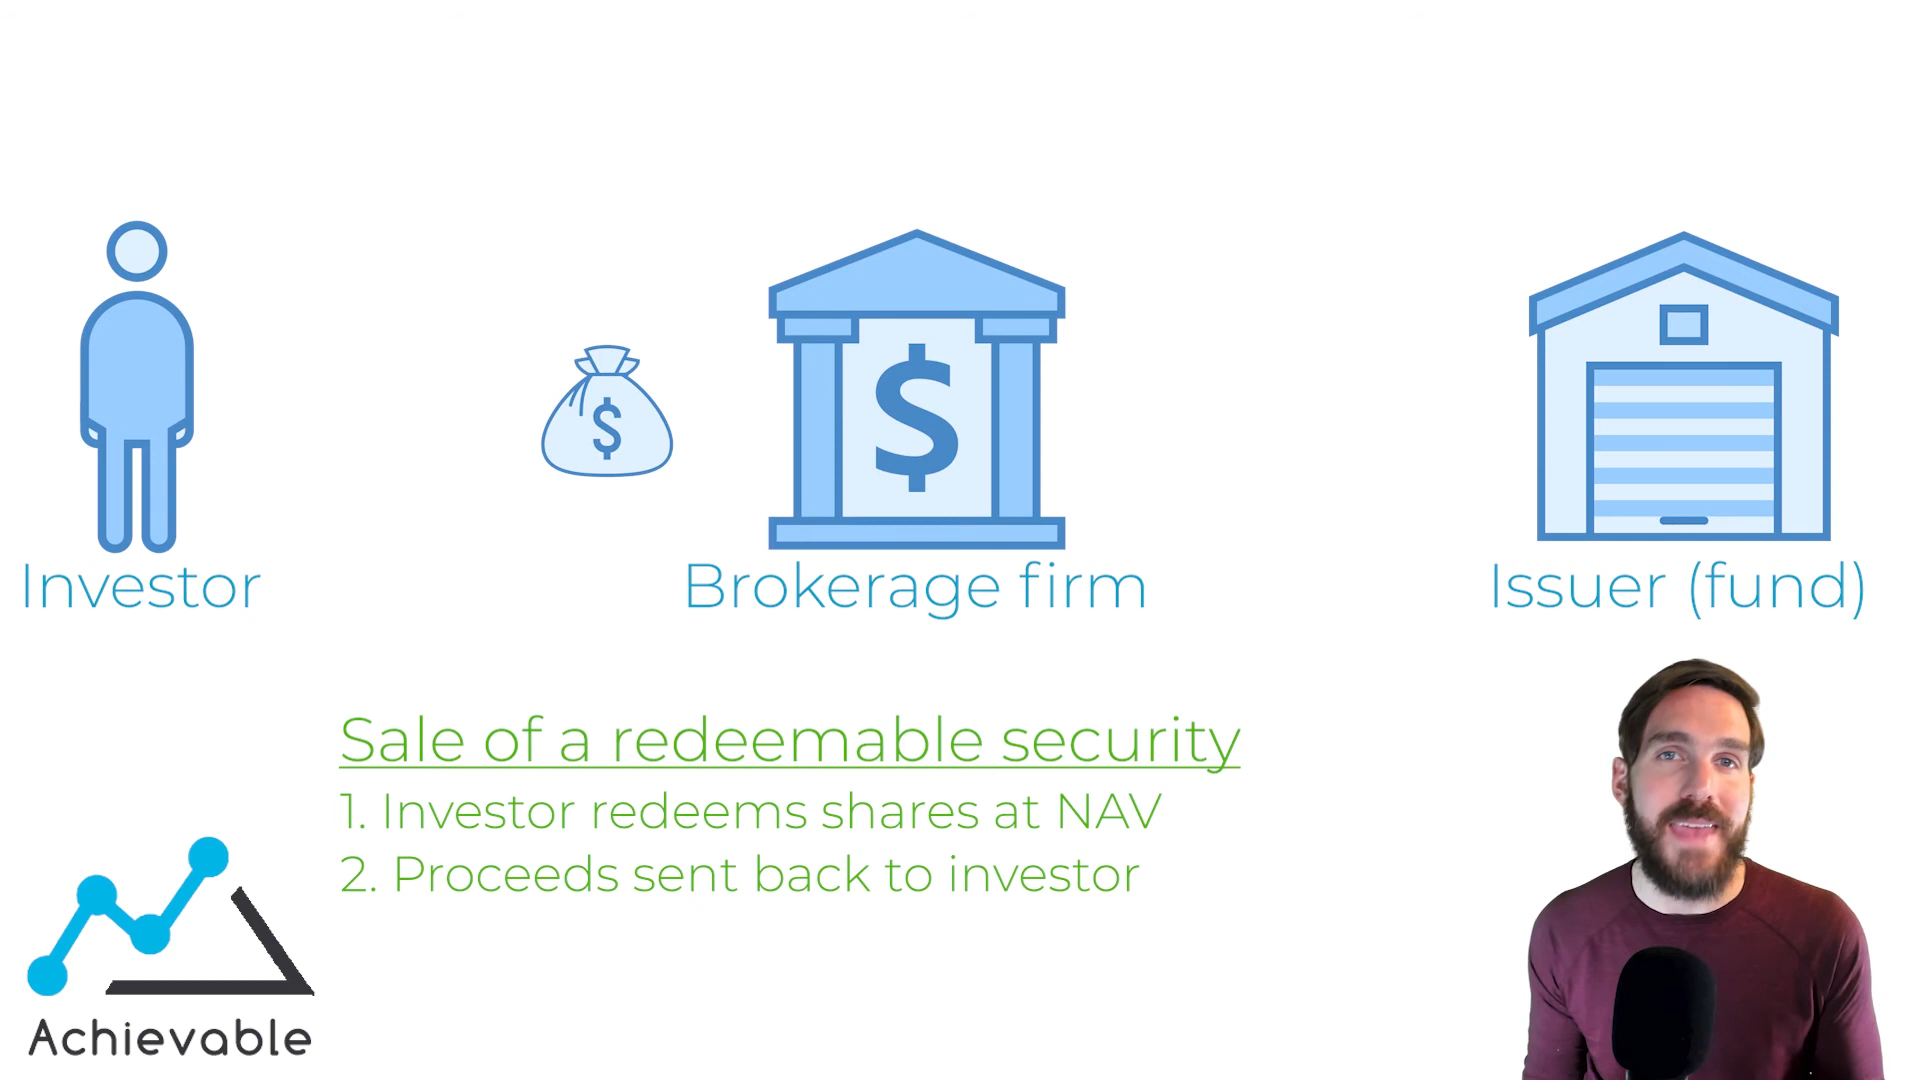 $
$
Investor
Brokerage firm
Issuer (fund)
Sale of a redeemable security
1. Investor redeems shares at NAV
2. Proceeds sent back to investor
Achievable